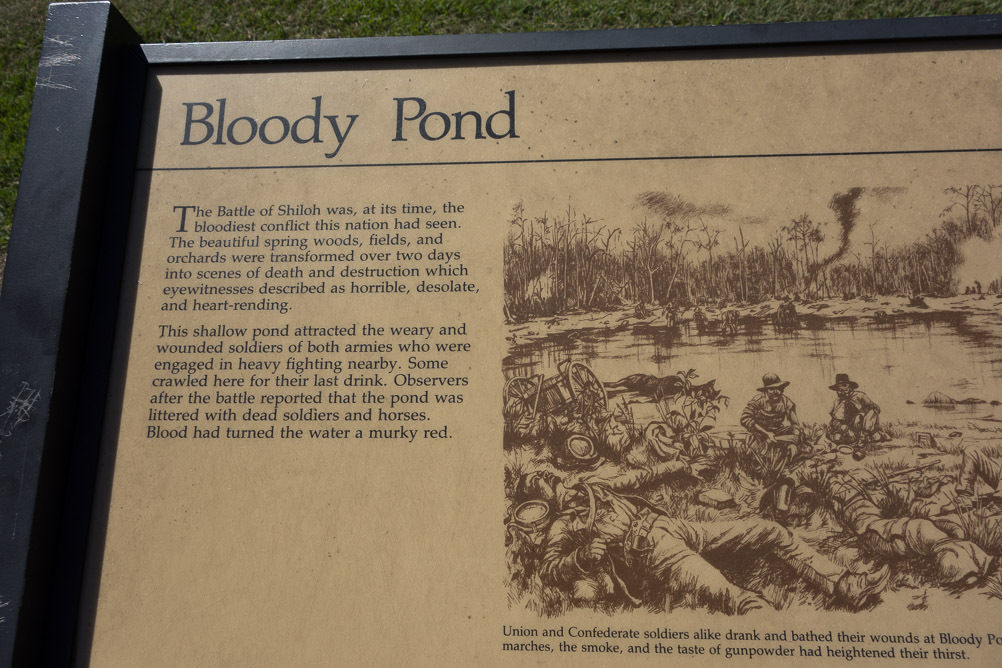 Bloody Pond
The Battle of Shiloh was, at its time, the
bloodiest conflict this nation had seen.
The beautiful spring woods, fields, and
orchards were transformed over two days
into scenes of death and destruction which
eyewitnesses described as horrible, desolate,
and heart-rending.
This shallow pond attracted the weary and
wounded soldiers of both armies who were
engaged in heavy fighting nearby. Some
crawled here for their last drink. Observers
after the battle reported that the pond was
littered with dead soldiers and horses.
Blood had turned the water a murky red.
Union and Confederate soldiers alike drank and bathed their wounds at Bloody Po
marches, the smoke, and the taste of gunpowder had heightened their thirst.